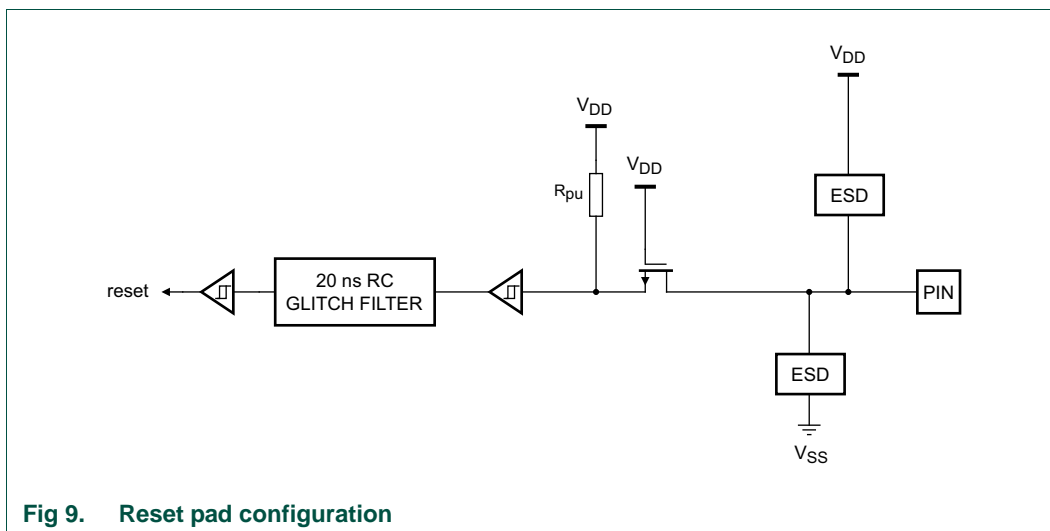 VDD
VDD
VDD
Rpu
ESD
reset
20 ns RC
GLITCH FILTER
PIN
ESD
VSS
Fig 9. Reset pad configuration